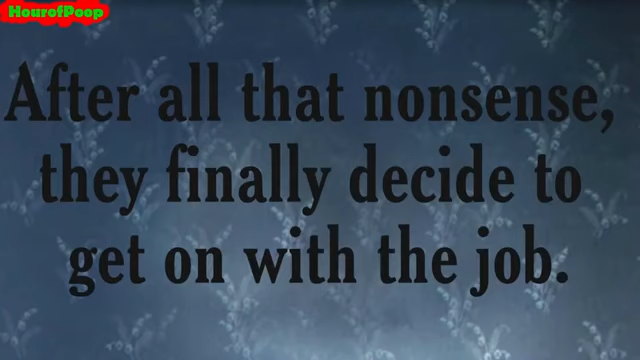 HourofPoop
After all that nonsense,
they finally decide to
get on with the job.